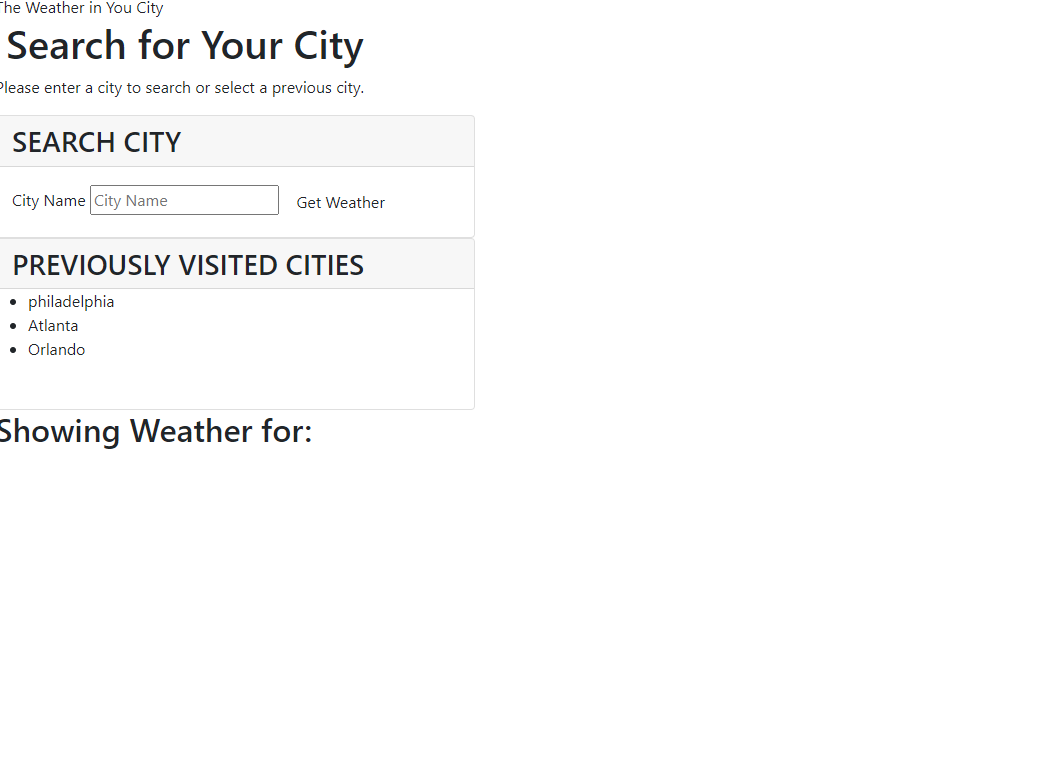 The Weather in You City
Search for Your City
Please enter a city to search or select a previous city.
SEARCH CITY
City Name City Name Get Weather
PREVIOUSLY VISITED CITIES
philadelphia
Atlanta
Orlando
Showing Weather for: